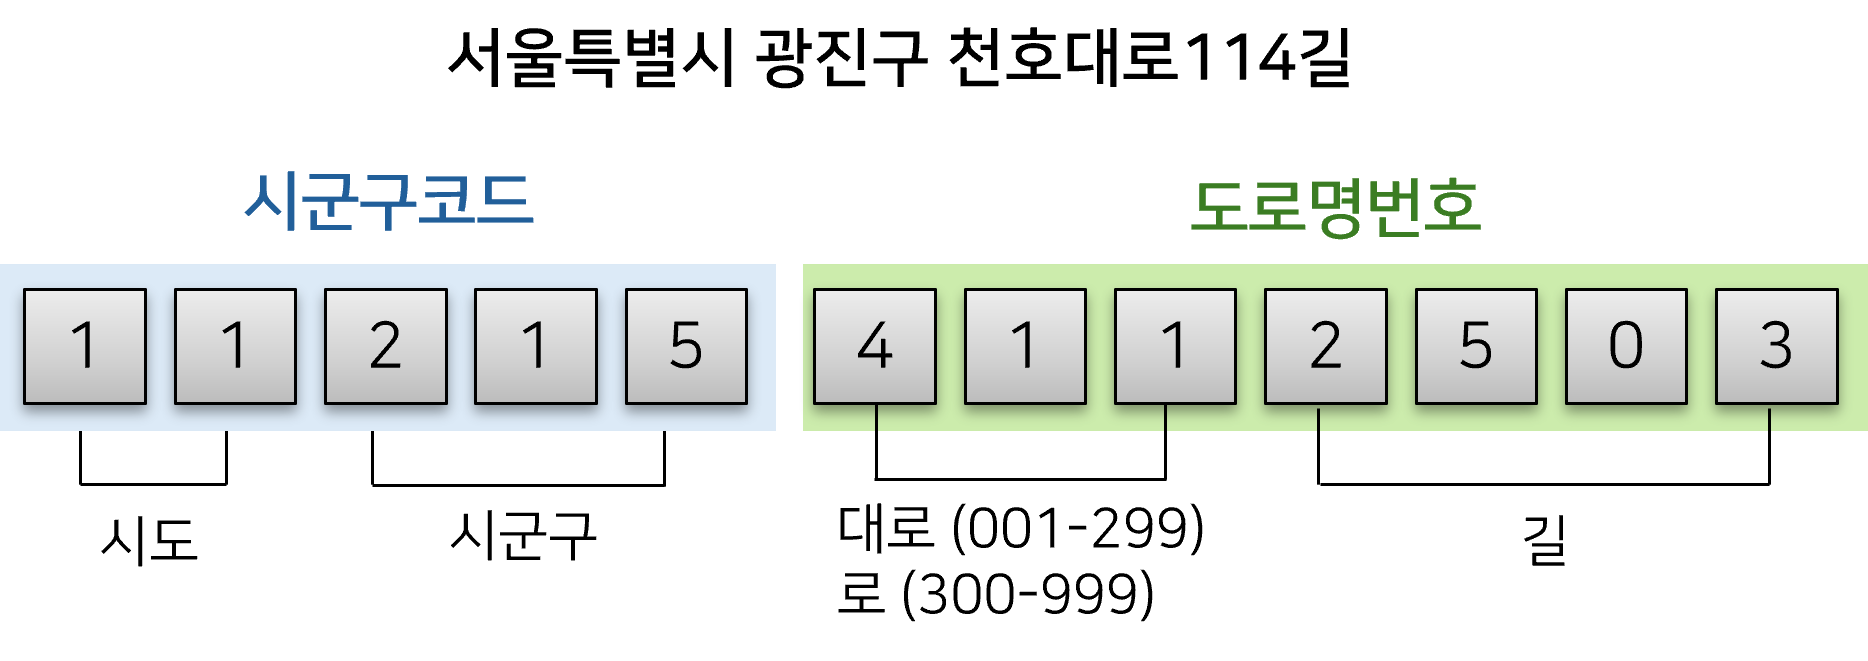 서울특별시 광진구 천호대로114길
시군구코드
도로명번호
1 1 2 1 5 4 1 1 2 5 0 3
시도
시군구
대로 (001-299)
로 (300-999)
길